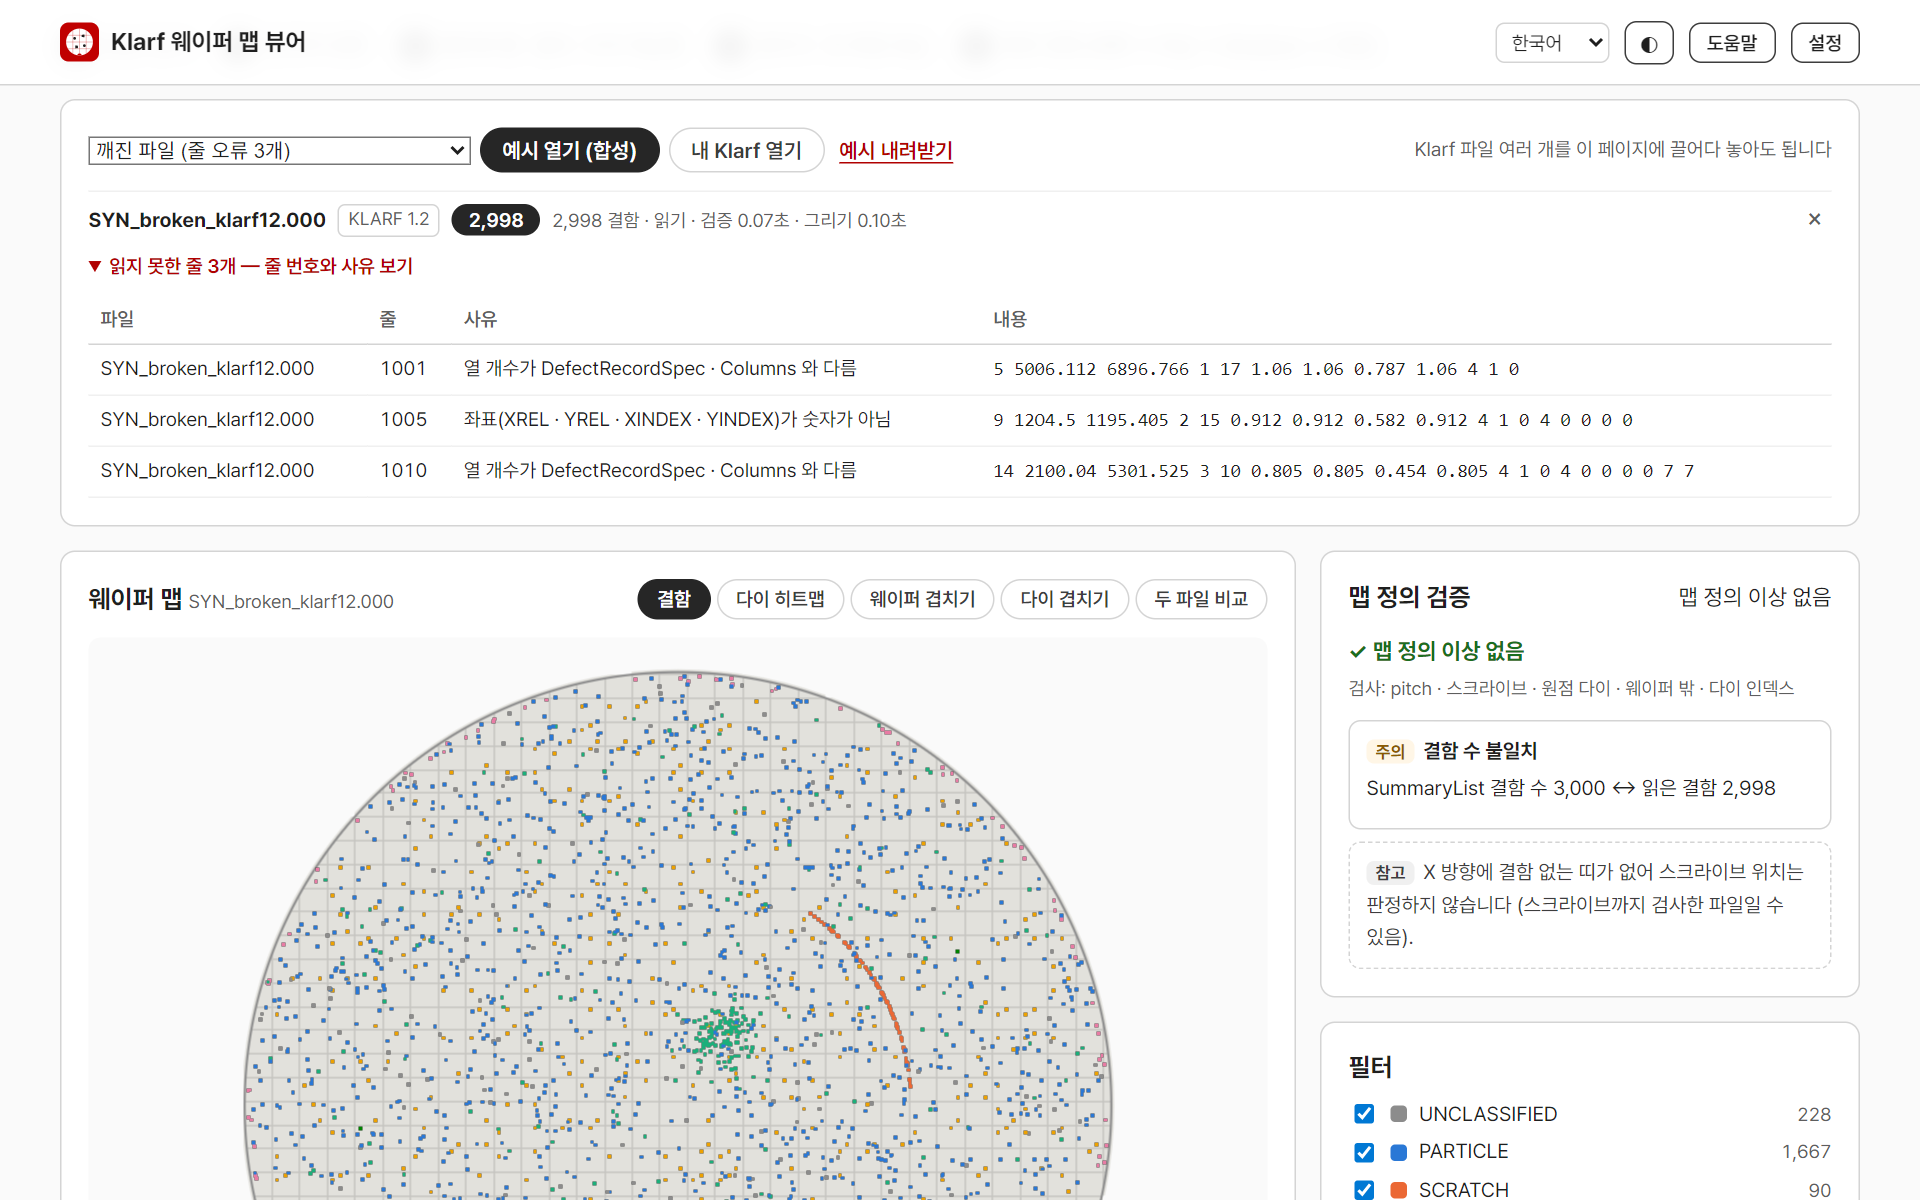 Klarf 웨이퍼 맵 뷰어
한국어
도움말
설정
깨진 파일 (줄 오류 3개)
예시 열기 (합성)
내 Klarf 열기
예시 내려받기
Klarf 파일 여러 개를 이 페이지에 끌어다 놓아도 됩니다
SYN_broken_klarf12.000 KLARF 1.2 2,998 2,998 결함 · 읽기 · 검증 0.07초 · 그리기 0.10초 ×
▼ 읽지 못한 줄 3개 — 줄 번호와 사유 보기
파일 줄 사유 내용
SYN_broken_klarf12.000 1001 열 개수가 DefectRecordSpec · Columns 와 다름 5 5006.112 6896.766 1 17 1.06 1.06 0.787 1.06 4 1 0
SYN_broken_klarf12.000 1005 좌표(XREL · YREL · XINDEX · YINDEX)가 숫자가 아님 9 12O4.5 1195.405 2 15 0.912 0.912 0.582 0.912 4 1 0 4 0 0 0 0
SYN_broken_klarf12.000 1010 열 개수가 DefectRecordSpec · Columns 와 다름 14 2100.04 5301.525 3 10 0.805 0.805 0.454 0.805 4 1 0 4 0 0 0 0 7 7
웨이퍼 맵 SYN_broken_klarf12.000
결함
다이 히트맵
웨이퍼 겹치기
다이 겹치기
두 파일 비교
맵 정의 검증 맵 정의 이상 없음
✓ 맵 정의 이상 없음
검사: pitch · 스크라이브 · 원점 다이 · 웨이퍼 밖 · 다이 인덱스
주의 결함 수 불일치
SummaryList 결함 수 3,000 ↔ 읽은 결함 2,998
참고 X 방향에 결함 없는 띠가 없어 스크라이브 위치는
판정하지 않습니다 (스크라이브까지 검사한 파일일 수
있음).
필터
UNCLASSIFIED 228
PARTICLE 1,667
SCRATCH 90